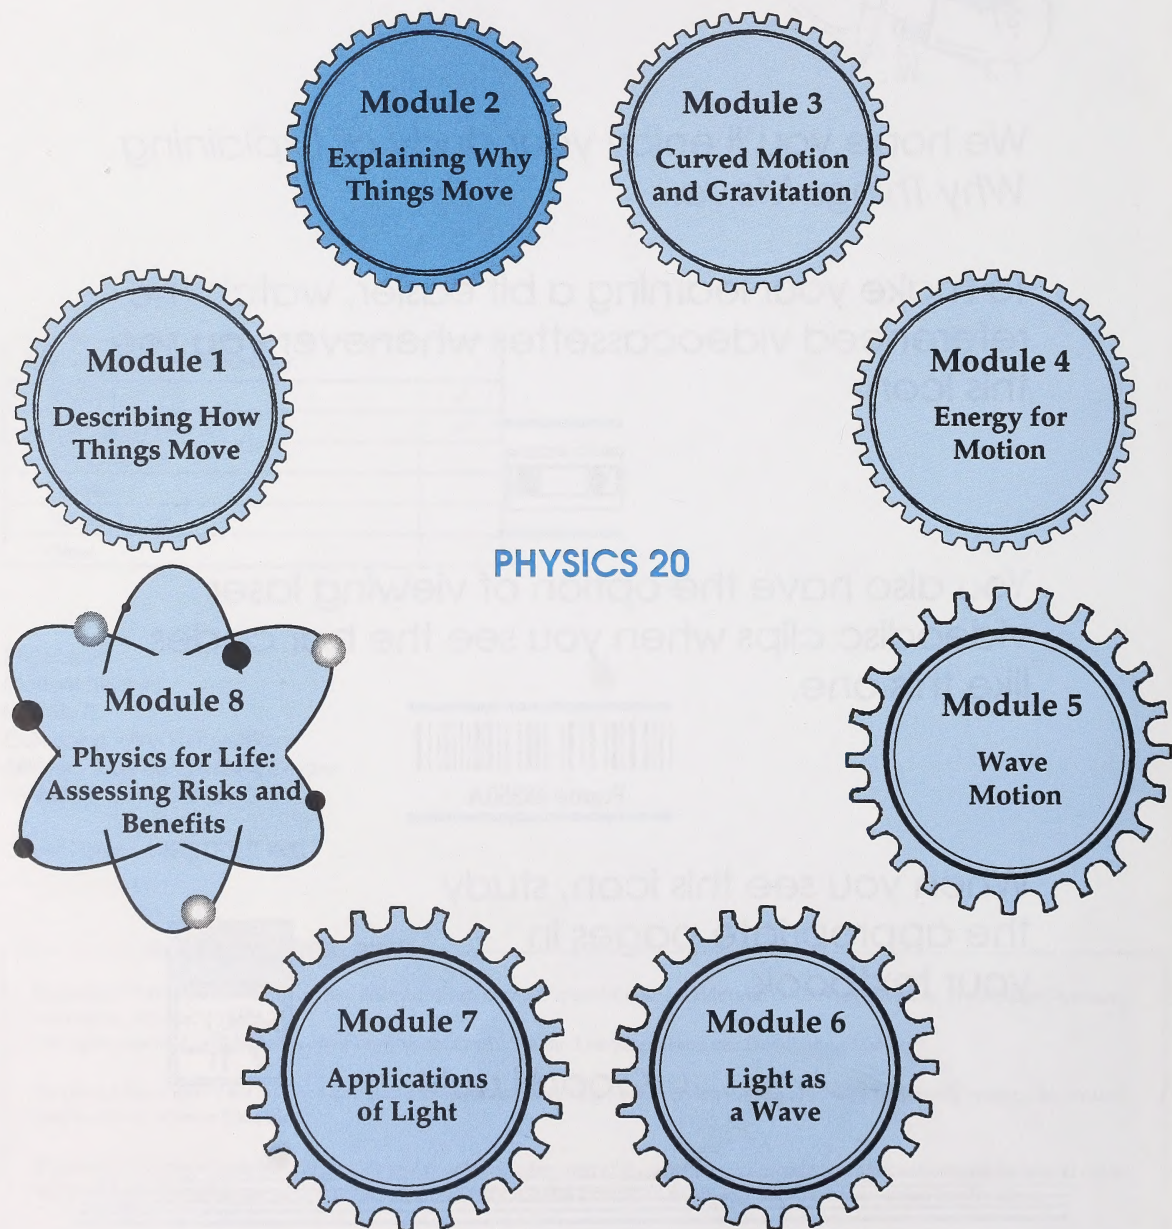 Module 2
Explaining Why
Things Move
Module 3
Curved Motion
and Gravitation
Module 1
Describing How
Things Move
Module 4
Energy for
Motion
PHYSICS 20
Module 8
Physics for Life:
Assessing Risks and
Benefits
Module 5
Wave
Motion
Module 7
Applications
of Light
Module 6
Light as
a Wave